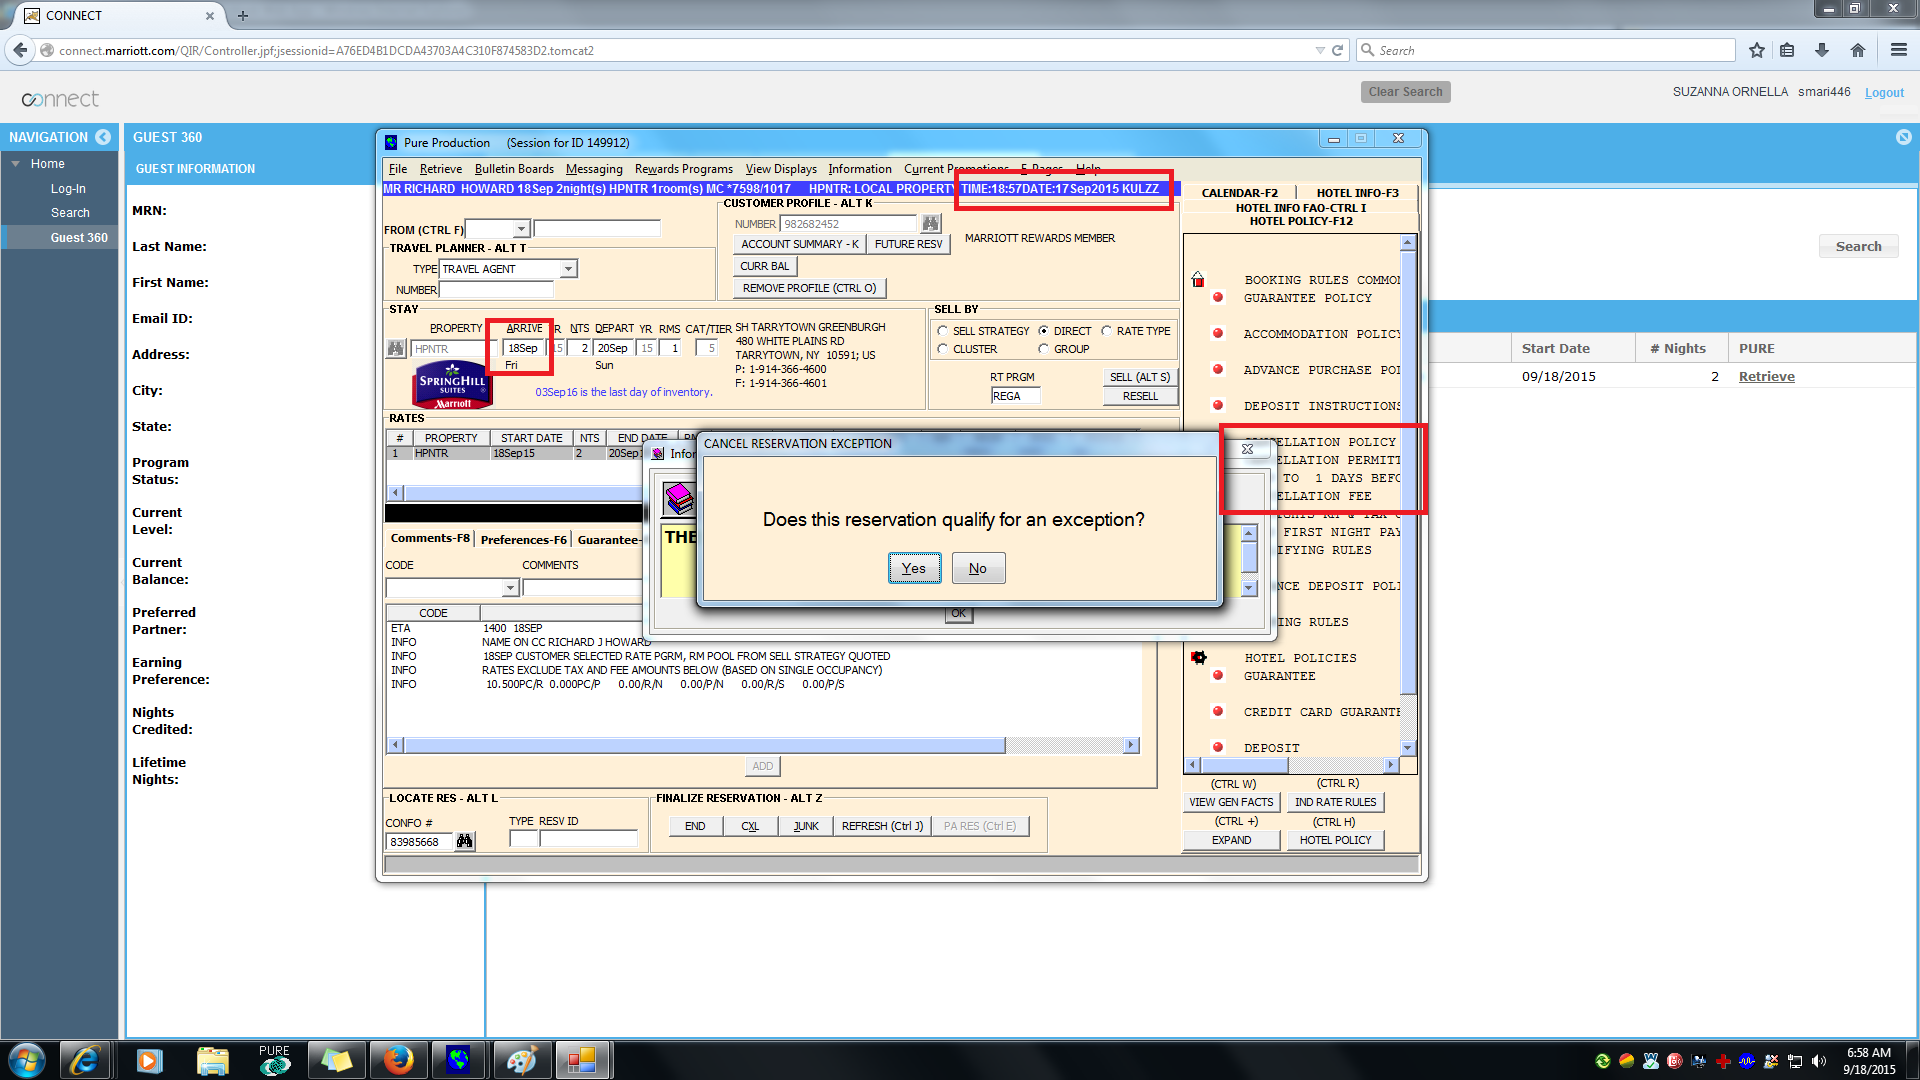 CONNECT
connect.marriott.com/QIR/Controller.jpf;jsessionid=A76ED4B1DCDA43703A4C310F874583D2.tomcat2
Search
connect
Clear Search
SUZANNA ORNELLA smari446 Logout
NAVIGATION
Home
Log-In
Search
Guest 360
GUEST 360
GUEST INFORMATION
MRN:
Last Name:
First Name:
Email ID:
Address:
City:
State:
Program
Status:
Current
Level:
Current
Balance:
Preferred
Partner:
Earning
Preference:
Nights
Credited:
Lifetime
Nights:
Search
Start Date # Nights PURE
09/18/2015 2 Retrieve
Pure Production (Session for ID 149912)
File Retrieve Bulletin Boards Messaging Rewards Programs View Displays Information Current Promotions E-Pages Help
MR RICHARD HOWARD 18Sep 2night(s) HPNTR 1room(s) MC *7598/1017 HPNTR: LOCAL PROPERTY TIME:18:57DATE:17Sep2015 KULZZ
FROM (CTRL F)
TRAVEL PLANNER - ALT T
TYPE TRAVEL AGENT
NUMBER
CUSTOMER PROFILE - ALT K
NUMBER 982682452
ACCOUNT SUMMARY - K FUTURE RESV
CURR BAL
REMOVE PROFILE (CTRL O)
MARRIOTT REWARDS MEMBER
STAY
PROPERTY ARRIVE NTS DEPART YR RMS CAT/TIER
HPNTR 18Sep 15 2 20Sep 15 1 5
Fri Sun
SPRINGHILL
SUITES
Marriott
03Sep16 is the last day of inventory.
SH TARRYTOWN GREENBURGH
480 WHITE PLAINS RD
TARRYTOWN, NY 10591; US
P: 1-914-366-4600
F: 1-914-366-4601
SELL BY
SELL STRATEGY DIRECT RATE TYPE
CLUSTER GROUP
RT PRGM
REGA
SELL (ALT S)
RESELL
RATES
# PROPERTY START DATE NTS END DATE
1 HPNTR 18Sep15 2 20Sep1
Infor
THE
OK
CANCEL RESERVATION EXCEPTION
Does this reservation qualify for an exception?
Yes No
Comments-F8 Preferences-F6 Guarantee-
CODE COMMENTS
CODE
ETA 1400 18SEP
INFO NAME ON CC RICHARD J HOWARD
INFO 18SEP CUSTOMER SELECTED RATE PGRM, RM POOL FROM SELL STRATEGY QUOTED
INFO RATES EXCLUDE TAX AND FEE AMOUNTS BELOW (BASED ON SINGLE OCCUPANCY)
INFO 10.500PC/R 0.000PC/P 0.00/R/N 0.00/P/N 0.00/R/S 0.00/P/S
ADD
LOCATE RES - ALT L
CONFO # TYPE RESV ID
83985668
FINALIZE RESERVATION - ALT Z
END CXL JUNK REFRESH (Ctrl J) PA RES (Ctrl E)
CALENDAR-F2 HOTEL INFO-F3
HOTEL INFO FAO-CTRL I
HOTEL POLICY-F12
BOOKING RULES COMMON
GUARANTEE POLICY
ACCOMMODATION POLICY
ADVANCE PURCHASE POL
DEPOSIT INSTRUCTIONS
ELLATION POLICY
ELLATION PERMITT
TO 1 DAYS BEFO
ELLATION FEE
FIRST NIGHT PAY
IFYING RULES
NCE DEPOSIT POLI
ING RULES
HOTEL POLICIES
GUARANTEE
CREDIT CARD GUARANTE
DEPOSIT
(CTRL W) (CTRL R)
VIEW GEN FACTS IND RATE RULES
(CTRL +) (CTRL H)
EXPAND HOTEL POLICY
PURE
6:58 AM
9/18/2015